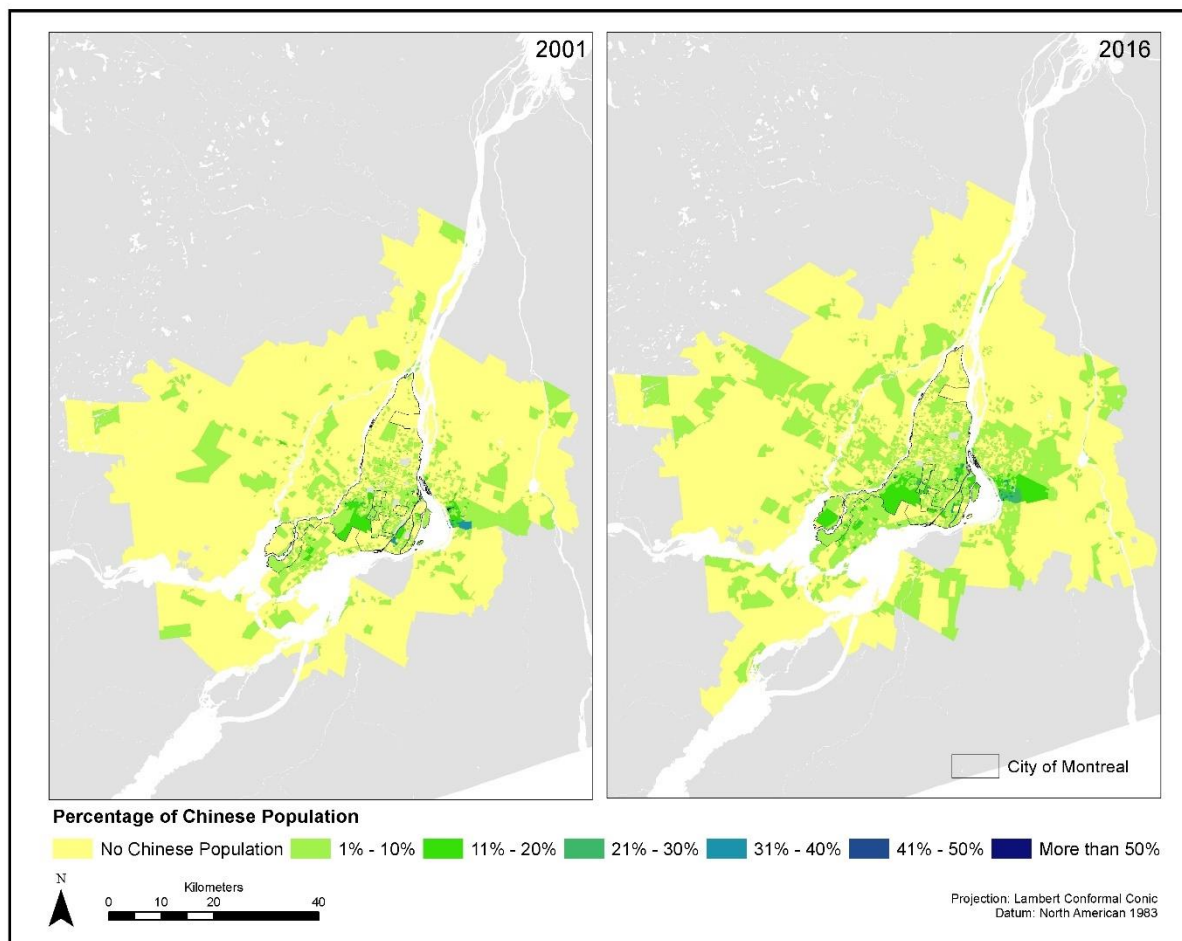 2001
2016
City of Montreal
Percentage of Chinese Population
No Chinese Population 1% - 10% 11% - 20% 21% - 30% 31% - 40% 41% - 50% More than 50%
N
Kilometers
0 10 20 40
Projection: Lambert Conformal Conic
Datum: North American 1983